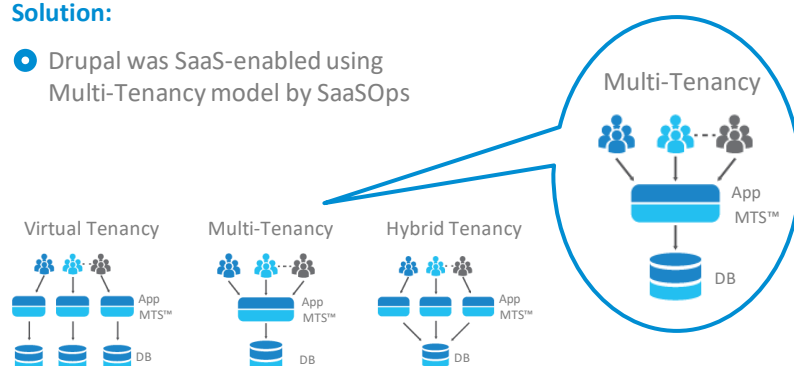 Solution:
Drupal was SaaS-enabled using
Multi-Tenancy model by SaaSOps
Multi-Tenancy
App
MTS™
DB
Virtual Tenancy
App
MTS™
DB
Multi-Tenancy
App
MTS™
DB
Hybrid Tenancy
App
MTS™
DB